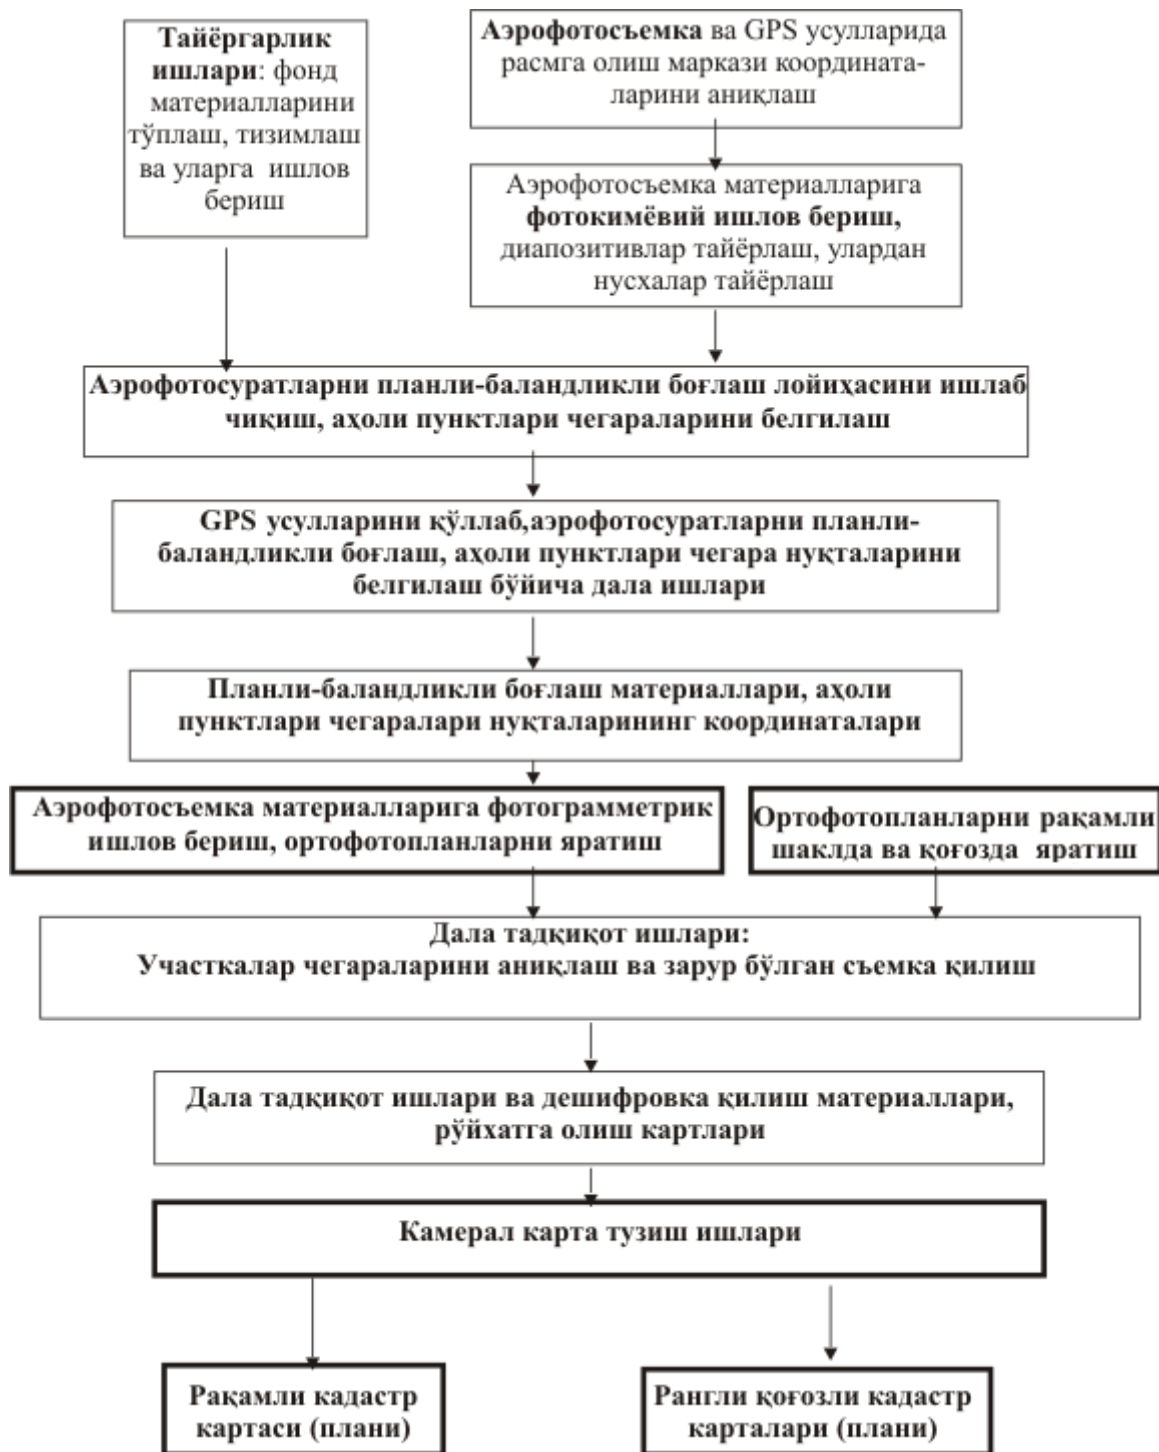 Тайёргарлик
ишлари: фонд
материалларини
тўплаш, тизимлаш
ва уларга ишлов
бериш
Аэрофотосъемка ва GPS усулларида
расмга олиш маркази координата-
ларини аниқлаш
Аэрофотосъемка материалларига
фотокимёвий ишлов бериш,
диапозитивлар тайёрлаш, улардан
нусхалар тайёрлаш
Аэрофотосуратларни планли-баландликли боғлаш лойиҳасини ишлаб
чиқиш, аҳоли пунктлари чегараларини белгилаш
GPS усулларини қўллаб,аэрофотосуратларни планли-
баландликли боғлаш, аҳоли пунктлари чегара нуқталарини
белгилаш бўйича дала ишлари
Планли-баландликли боғлаш материаллари, аҳоли
пунктлари чегаралари нуқталарининг координаталари
Аэрофотосъемка материалларига фотограмметрик
ишлов бериш, ортофотопланларни яратиш
Ортофотопланларни рақамли
шаклда ва қоғозда яратиш
Дала тадқиқот ишлари:
Участкалар чегараларини аниқлаш ва зарур бўлган съемка қилиш
Дала тадқиқот ишлари ва дешифровка қилиш материаллари,
рўйхатга олиш картлари
Камерал карта тузиш ишлари
Рақамли кадастр
картаси (плани)
Рангли қоғозли кадастр
карталари (плани)